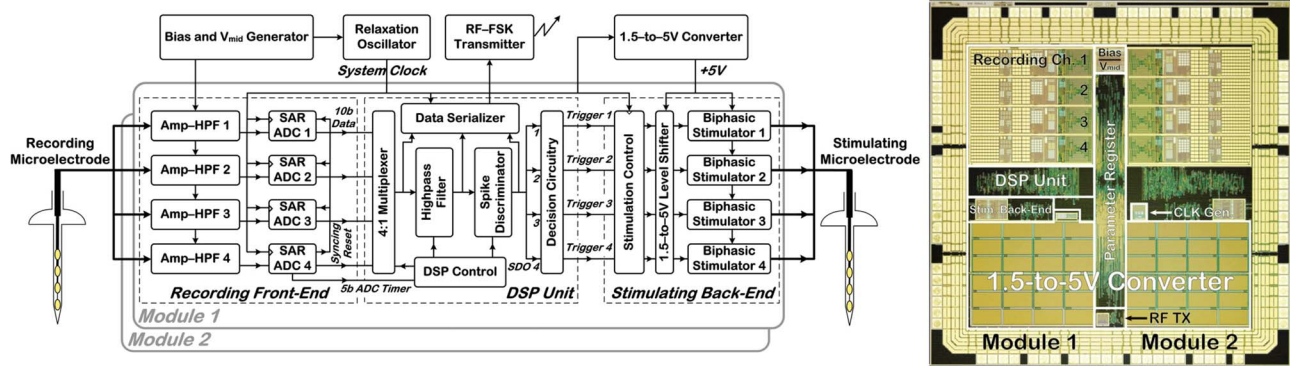 Bias and Vmid Generator
Relaxation
Oscillator
RF–FSK
Transmitter
1.5–to–5V Converter
System Clock
+5V
Recording
Microelectrode
Amp–HPF 1
Amp–HPF 2
Amp–HPF 3
Amp–HPF 4
SAR
ADC 1
SAR
ADC 2
SAR
ADC 3
SAR
ADC 4
10b
Data
Syncing
Reset
5b ADC Timer
Recording Front-End
4:1 Multiplexer
Data Serializer
Highpass
Filter
Spike
Discriminator
DSP Control
1
2
3
SDO 4
Decision Circuitry
DSP Unit
Trigger 1
Trigger 2
Trigger 3
Trigger 4
Stimulation Control
1.5-to-5V Level Shifter
Biphasic
Stimulator 1
Biphasic
Stimulator 2
Biphasic
Stimulator 3
Biphasic
Stimulator 4
Stimulating Back-End
Stimulating
Microelectrode
Module 1
Module 2
Recording Ch. 1
2
3
4
Bias
Vmid
Parameter Register
DSP Unit
Stim. Back-End
CLK Gen.
1.5-to-5V Converter
RF TX
Module 1
Module 2